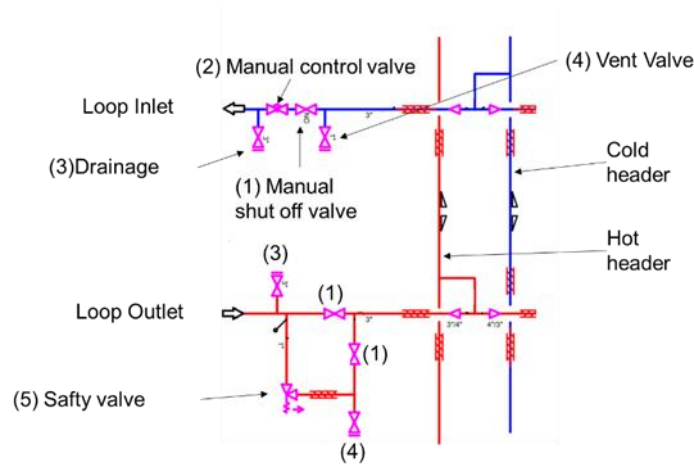 (2) Manual control valve
(4) Vent Valve
Loop Inlet
3"
(3)Drainage
(1) Manual
shut off valve
Cold
header
Hot
header
(3)
Loop Outlet
(1)
3"
3"/4"
4"/3"
(1)
(5) Safty valve
(4)